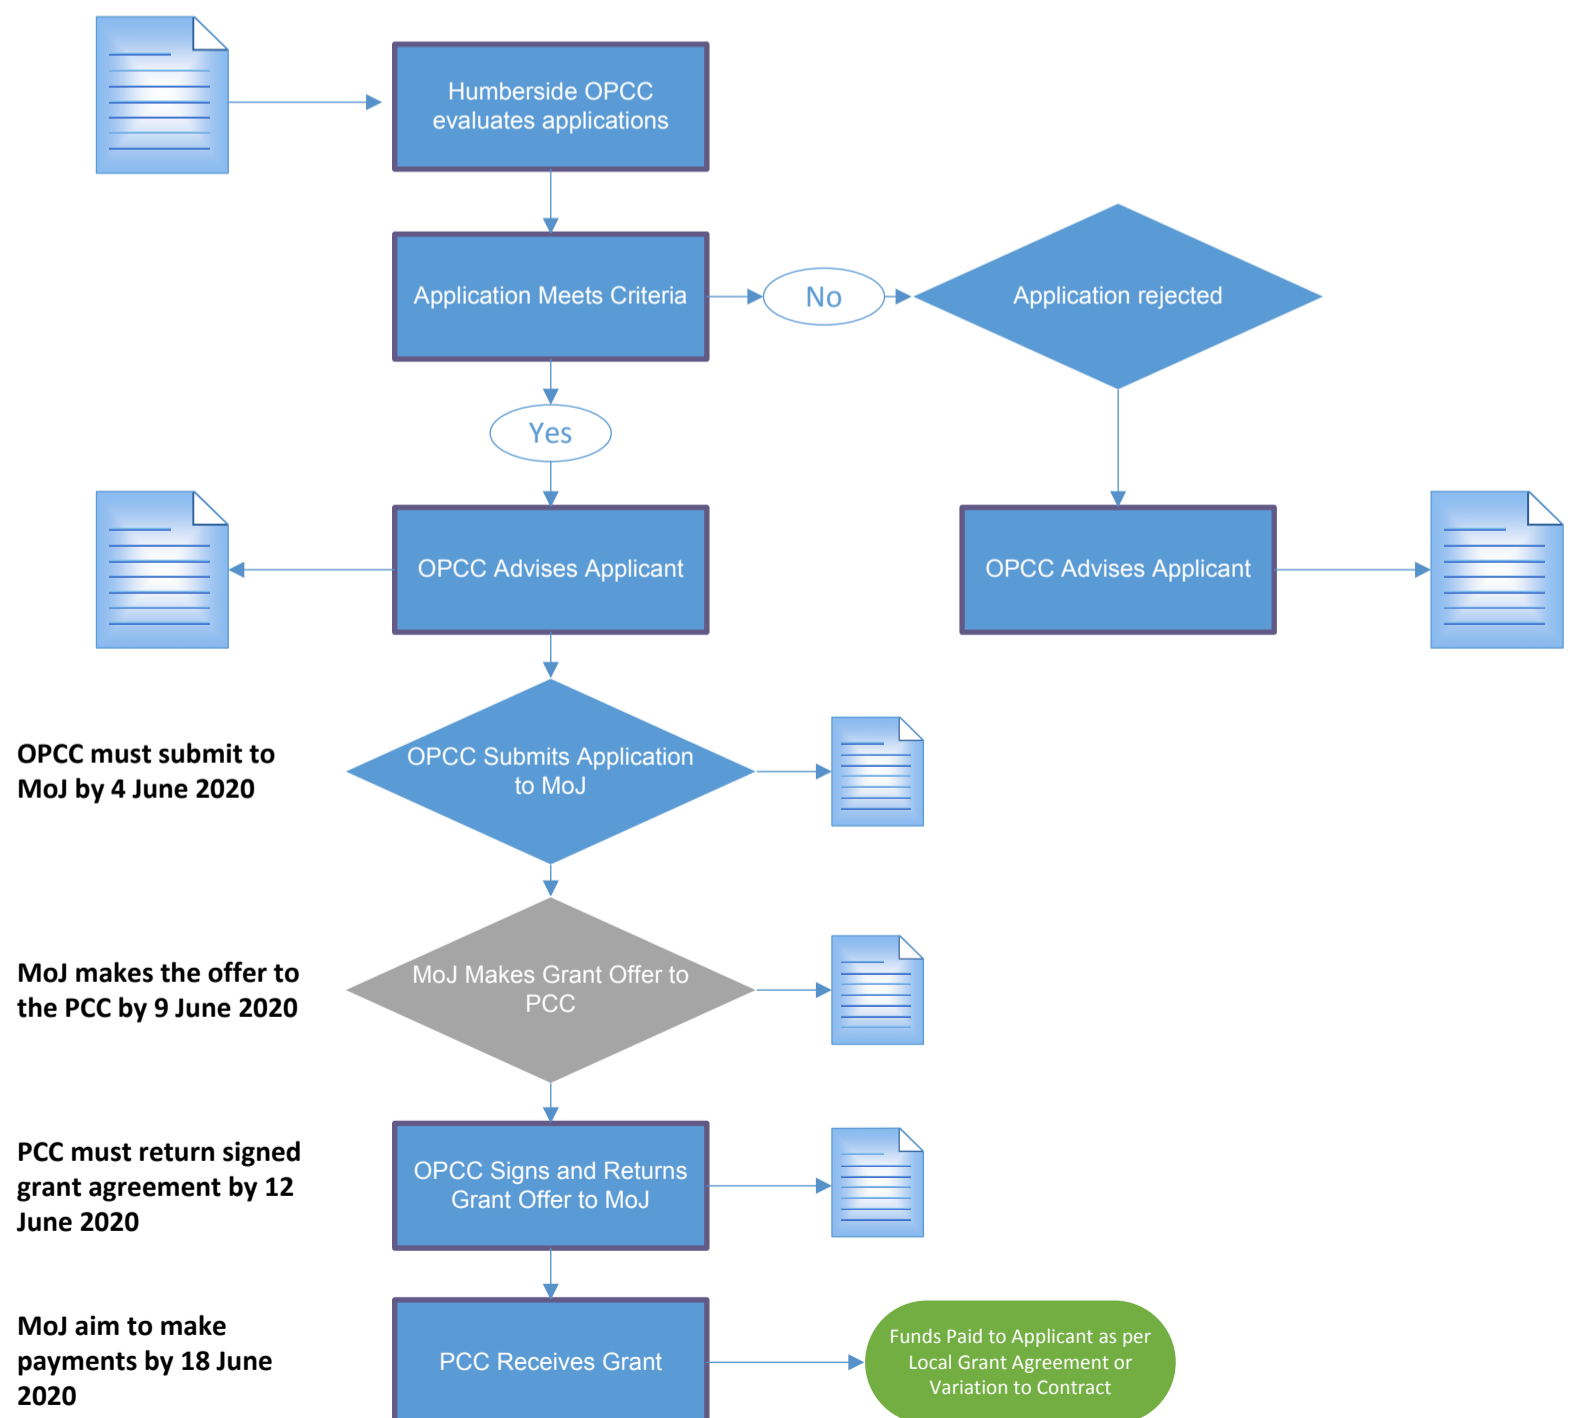 Humberside OPCC
evaluates applications
Application Meets Criteria
No
Application rejected
Yes
OPCC Advises Applicant
OPCC Advises Applicant
OPCC must submit to
MoJ by 4 June 2020
OPCC Submits Application
to MoJ
MoJ makes the offer to
the PCC by 9 June 2020
MoJ Makes Grant Offer to
PCC
PCC must return signed
grant agreement by 12
June 2020
OPCC Signs and Returns
Grant Offer to MoJ
MoJ aim to make
payments by 18 June
2020
PCC Receives Grant
Funds Paid to Applicant as per
Local Grant Agreement or
Variation to Contract